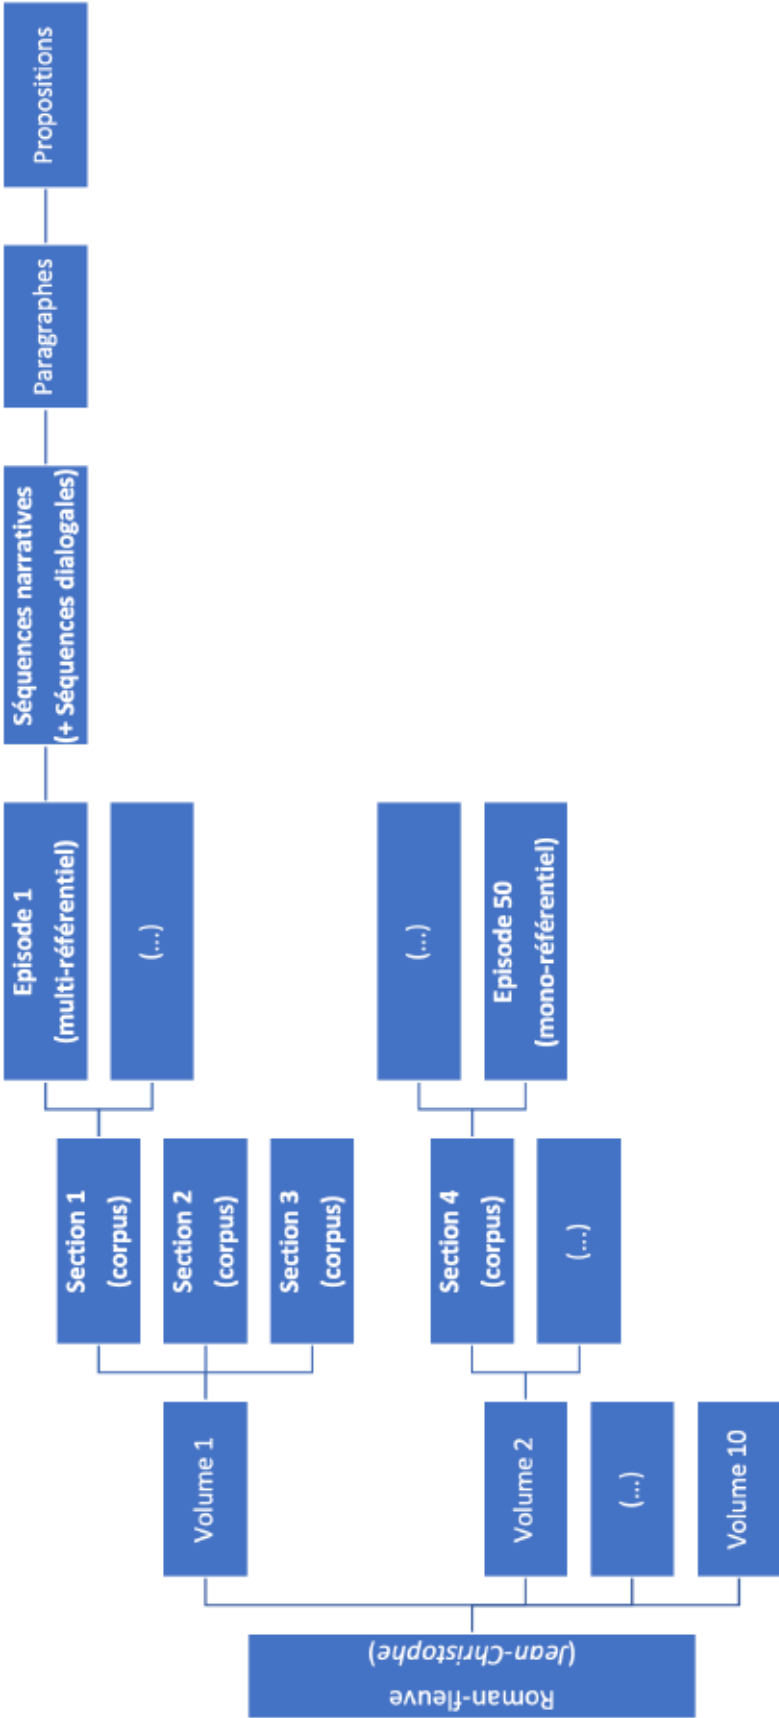 Roman-fleuve
(Jean-Christophe)
Volume 1
Section 1
(corpus)
Episode 1
(multi-référentiel)
Séquences narratives
(+ Séquences dialogales)
Paragraphes
Propositions
(...)
Section 2
(corpus)
Section 3
(corpus)
Volume 2
Section 4
(corpus)
(...)
Episode 50
(mono-référentiel)
(...)
(...)
Volume 10